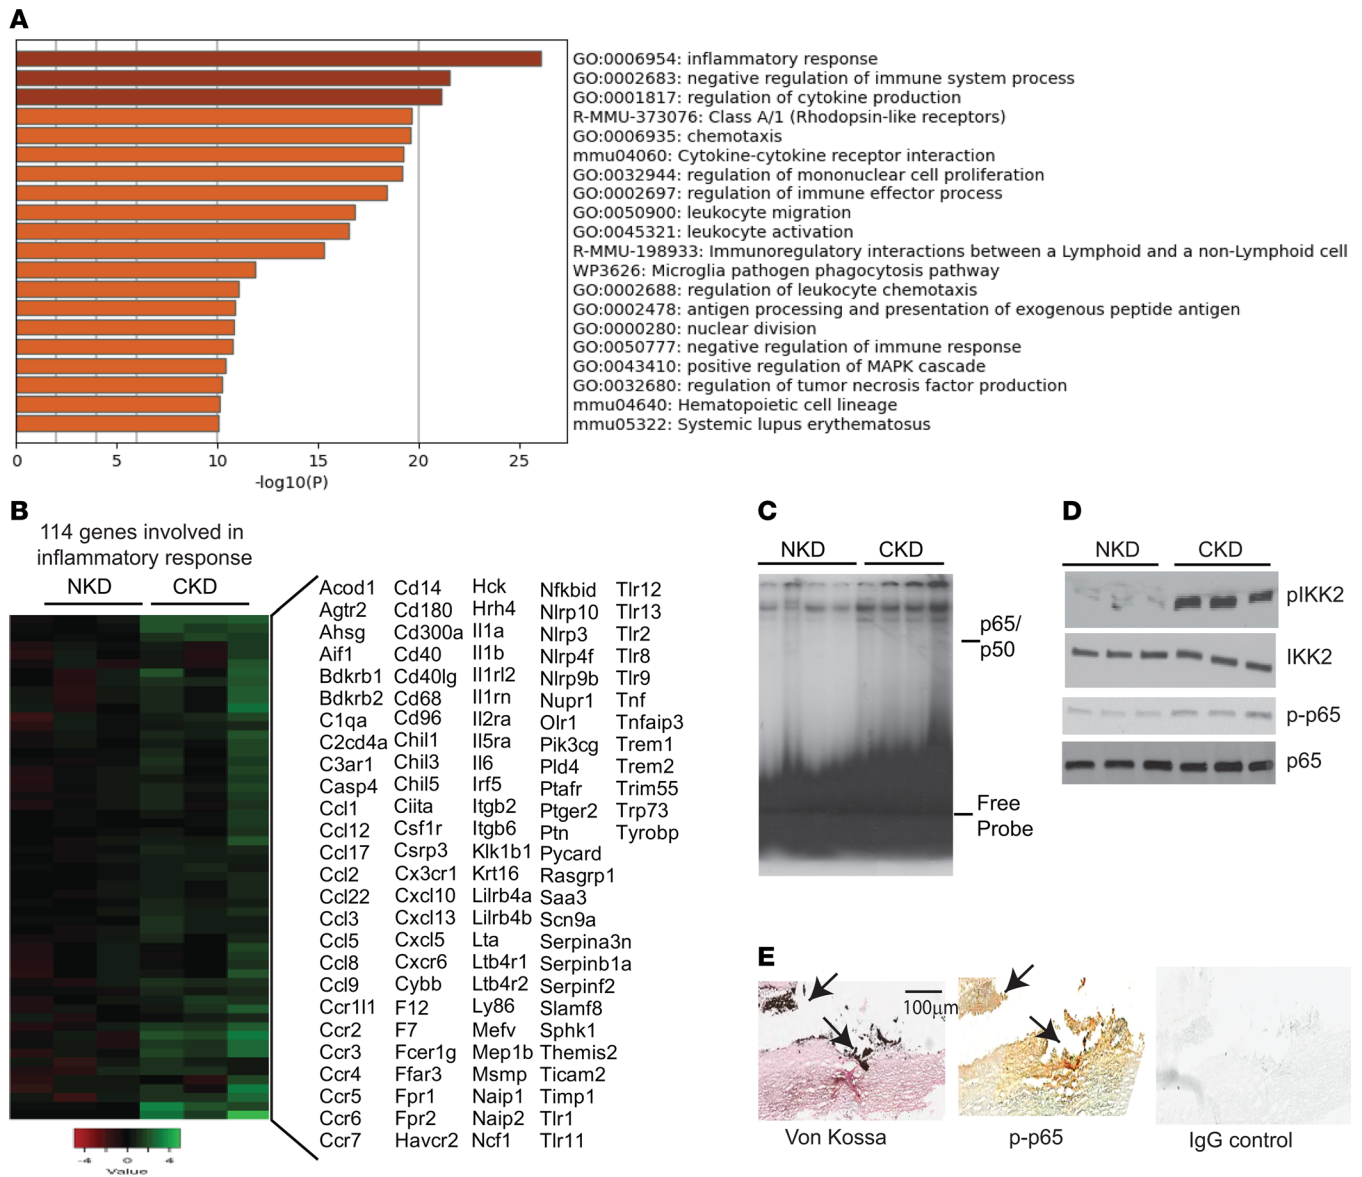 A
GO:0006954: inflammatory response
GO:0002683: negative regulation of immune system process
GO:0001817: regulation of cytokine production
R-MMU-373076: Class A/1 (Rhodopsin-like receptors)
GO:0006935: chemotaxis
mmu04060: Cytokine-cytokine receptor interaction
GO:0032944: regulation of mononuclear cell proliferation
GO:0002697: regulation of immune effector process
GO:0050900: leukocyte migration
GO:0045321: leukocyte activation
R-MMU-198933: Immunoregulatory interactions between a Lymphoid and a non-Lymphoid cell
WP3626: Microglia pathogen phagocytosis pathway
GO:0002688: regulation of leukocyte chemotaxis
GO:0002478: antigen processing and presentation of exogenous peptide antigen
GO:0000280: nuclear division
GO:0050777: negative regulation of immune response
GO:0043410: positive regulation of MAPK cascade
GO:0032680: regulation of tumor necrosis factor production
mmu04640: Hematopoietic cell lineage
mmu05322: Systemic lupus erythematosus
0 5 10 15 20 25
-log10(P)
B
114 genes involved in
inflammatory response
NKD CKD
Acod1 Cd14 Hck Nfkbid Tlr12
Agtr2 Cd180 Hrh4 Nlrp10 Tlr13
Ahsg Cd300a Il1a Nlrp3 Tlr2
Aif1 Cd40 Il1b Nlrp4f Tlr8
Bdkrb1 Cd40lg Il1rl2 Nlrp9b Tlr9
Bdkrb2 Cd68 Il1rn Nupr1 Tnf
C1qa Cd96 Il2ra Olr1 Tnfaip3
C2cd4a Chil1 Il5ra Pik3cg Trem1
C3ar1 Chil3 Il6 Pld4 Trem2
Casp4 Chil5 Irf5 Ptafr Trim55
Ccl1 Ciita Itgb2 Ptger2 Trp73
Ccl12 Csf1r Itgb6 Ptn Tyrobp
Ccl17 Csrp3 Klk1b1 Pycard
Ccl2 Cx3cr1 Krt16 Rasgrp1
Ccl22 Cxcl10 Lilrb4a Saa3
Ccl3 Cxcl13 Lilrb4b Scn9a
Ccl5 Cxcl5 Lta Serpina3n
Ccl8 Cxcr6 Ltb4r1 Serpinb1a
Ccl9 Cybb Ltb4r2 Serpinf2
Ccr1l1 F12 Ly86 Slamf8
Ccr2 F7 Mefv Sphk1
Ccr3 Fcer1g Mep1b Themis2
Ccr4 Ffar3 Msmp Ticam2
Ccr5 Fpr1 Naip1 Timp1
Ccr6 Fpr2 Naip2 Tlr1
Ccr7 Havcr2 Ncf1 Tlr11
-4 0 4
Value
C
NKD CKD
p65/
p50
Free
Probe
D
NKD CKD
pIKK2
IKK2
p-p65
p65
E
100μm
Von Kossa p-p65 IgG control